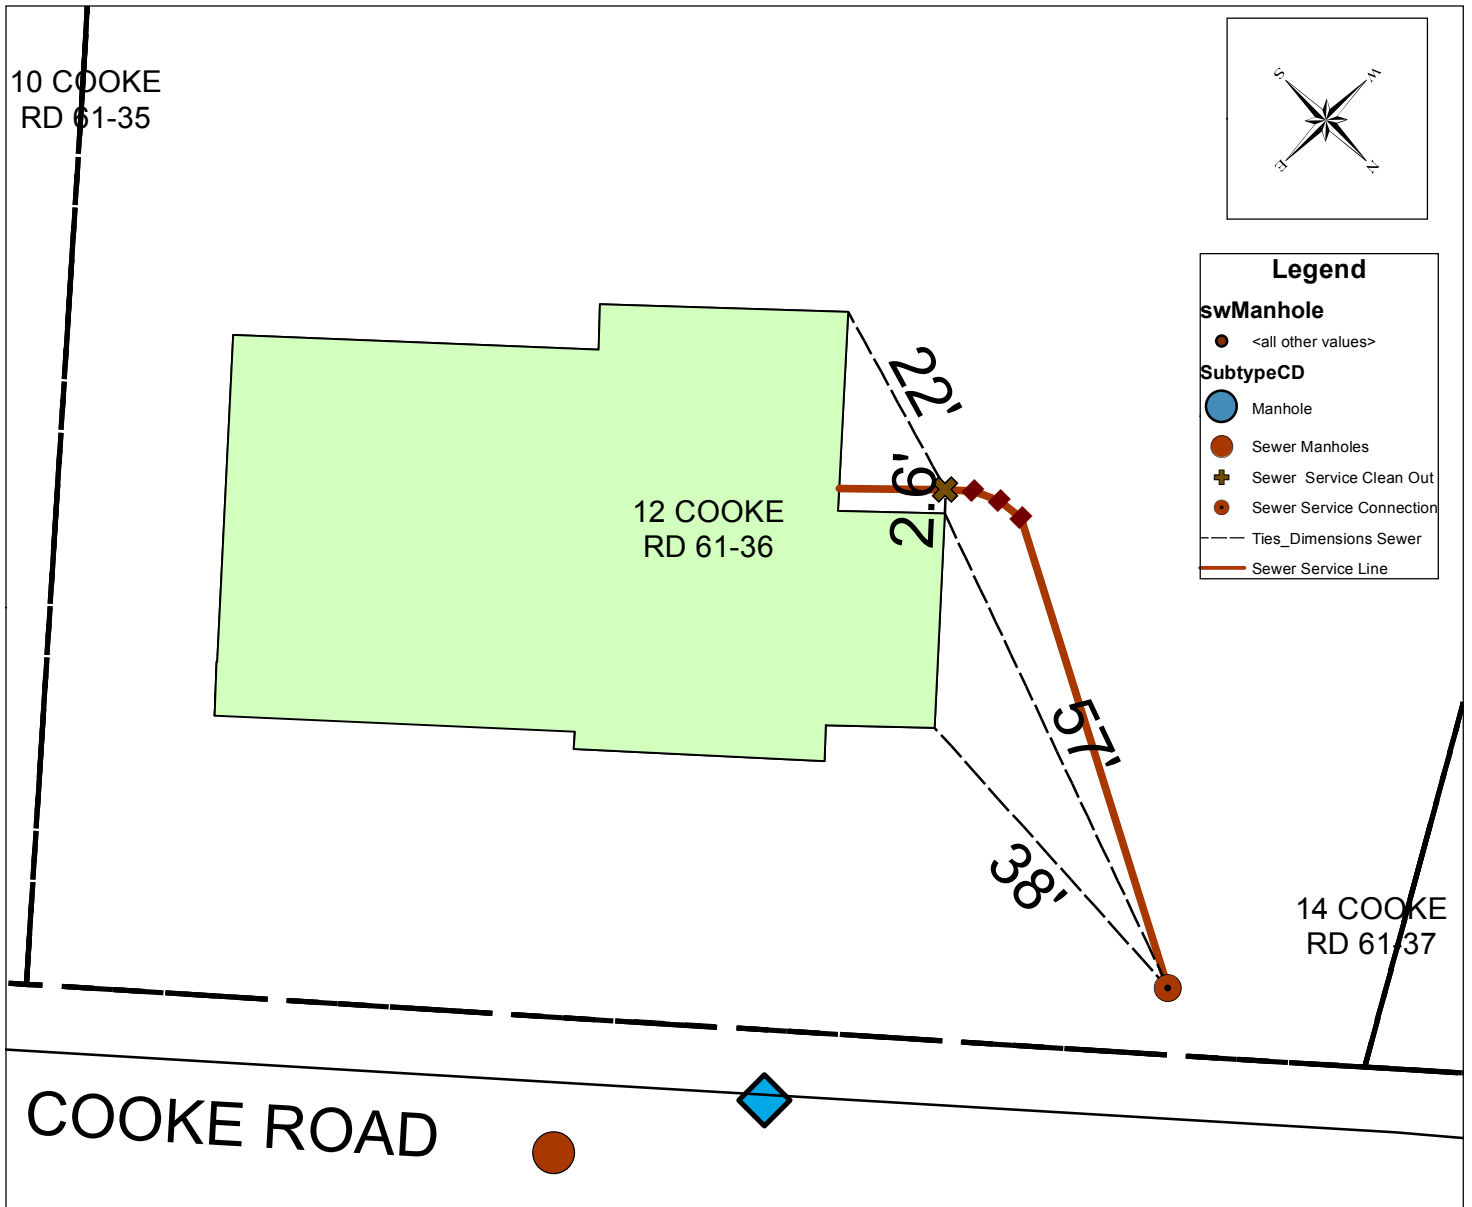 10 COOKE
RD 61-35
S
W
E
N
Legend
swManhole
<all other values>
SubtypeCD
Manhole
Sewer Manholes
Sewer Service Clean Out
Sewer Service Connection
Ties_Dimensions Sewer
Sewer Service Line
22'
2.6'
12 COOKE
RD 61-36
57'
38'
14 COOKE
RD 61-37
COOKE ROAD